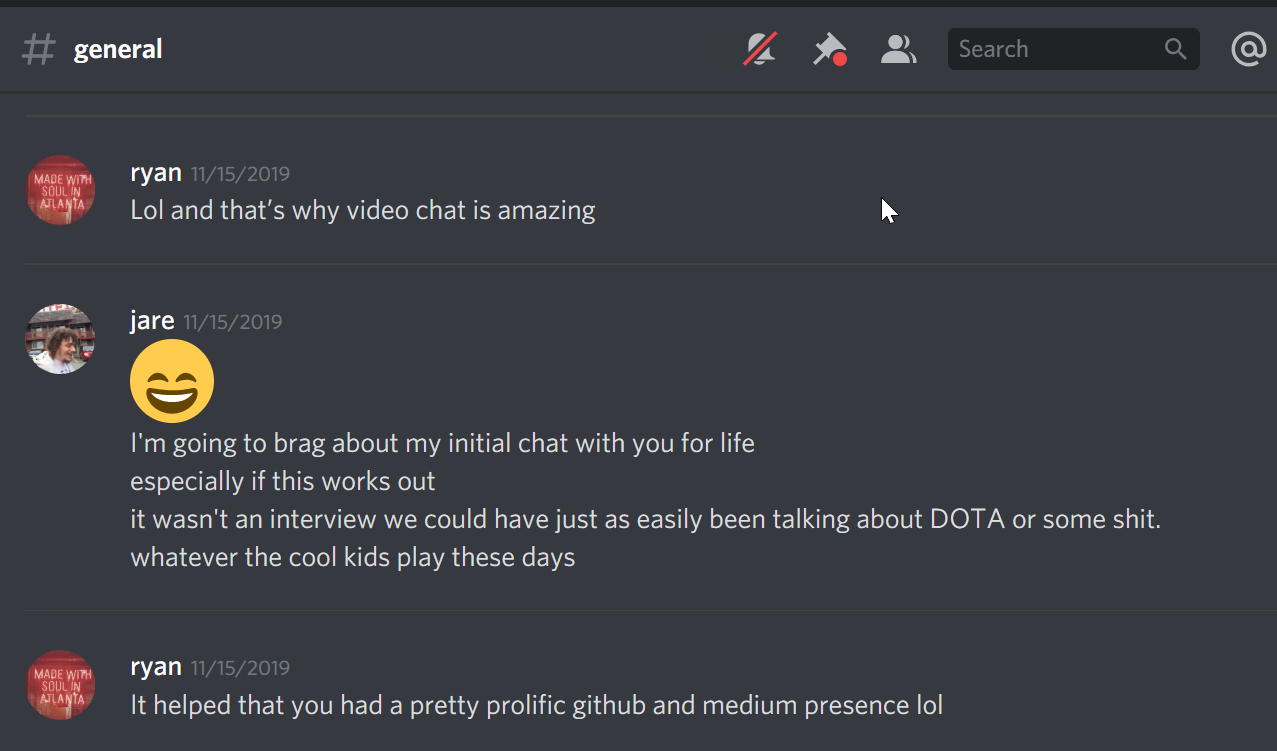 # general
Search
ryan 11/15/2019
MADE WITH
SOUL IN
ATLANTA
Lol and that’s why video chat is amazing
jare 11/15/2019
I'm going to brag about my initial chat with you for life
especially if this works out
it wasn't an interview we could have just as easily been talking about DOTA or some shit.
whatever the cool kids play these days
ryan 11/15/2019
MADE WITH
SOUL IN
ATLANTA
It helped that you had a pretty prolific github and medium presence lol